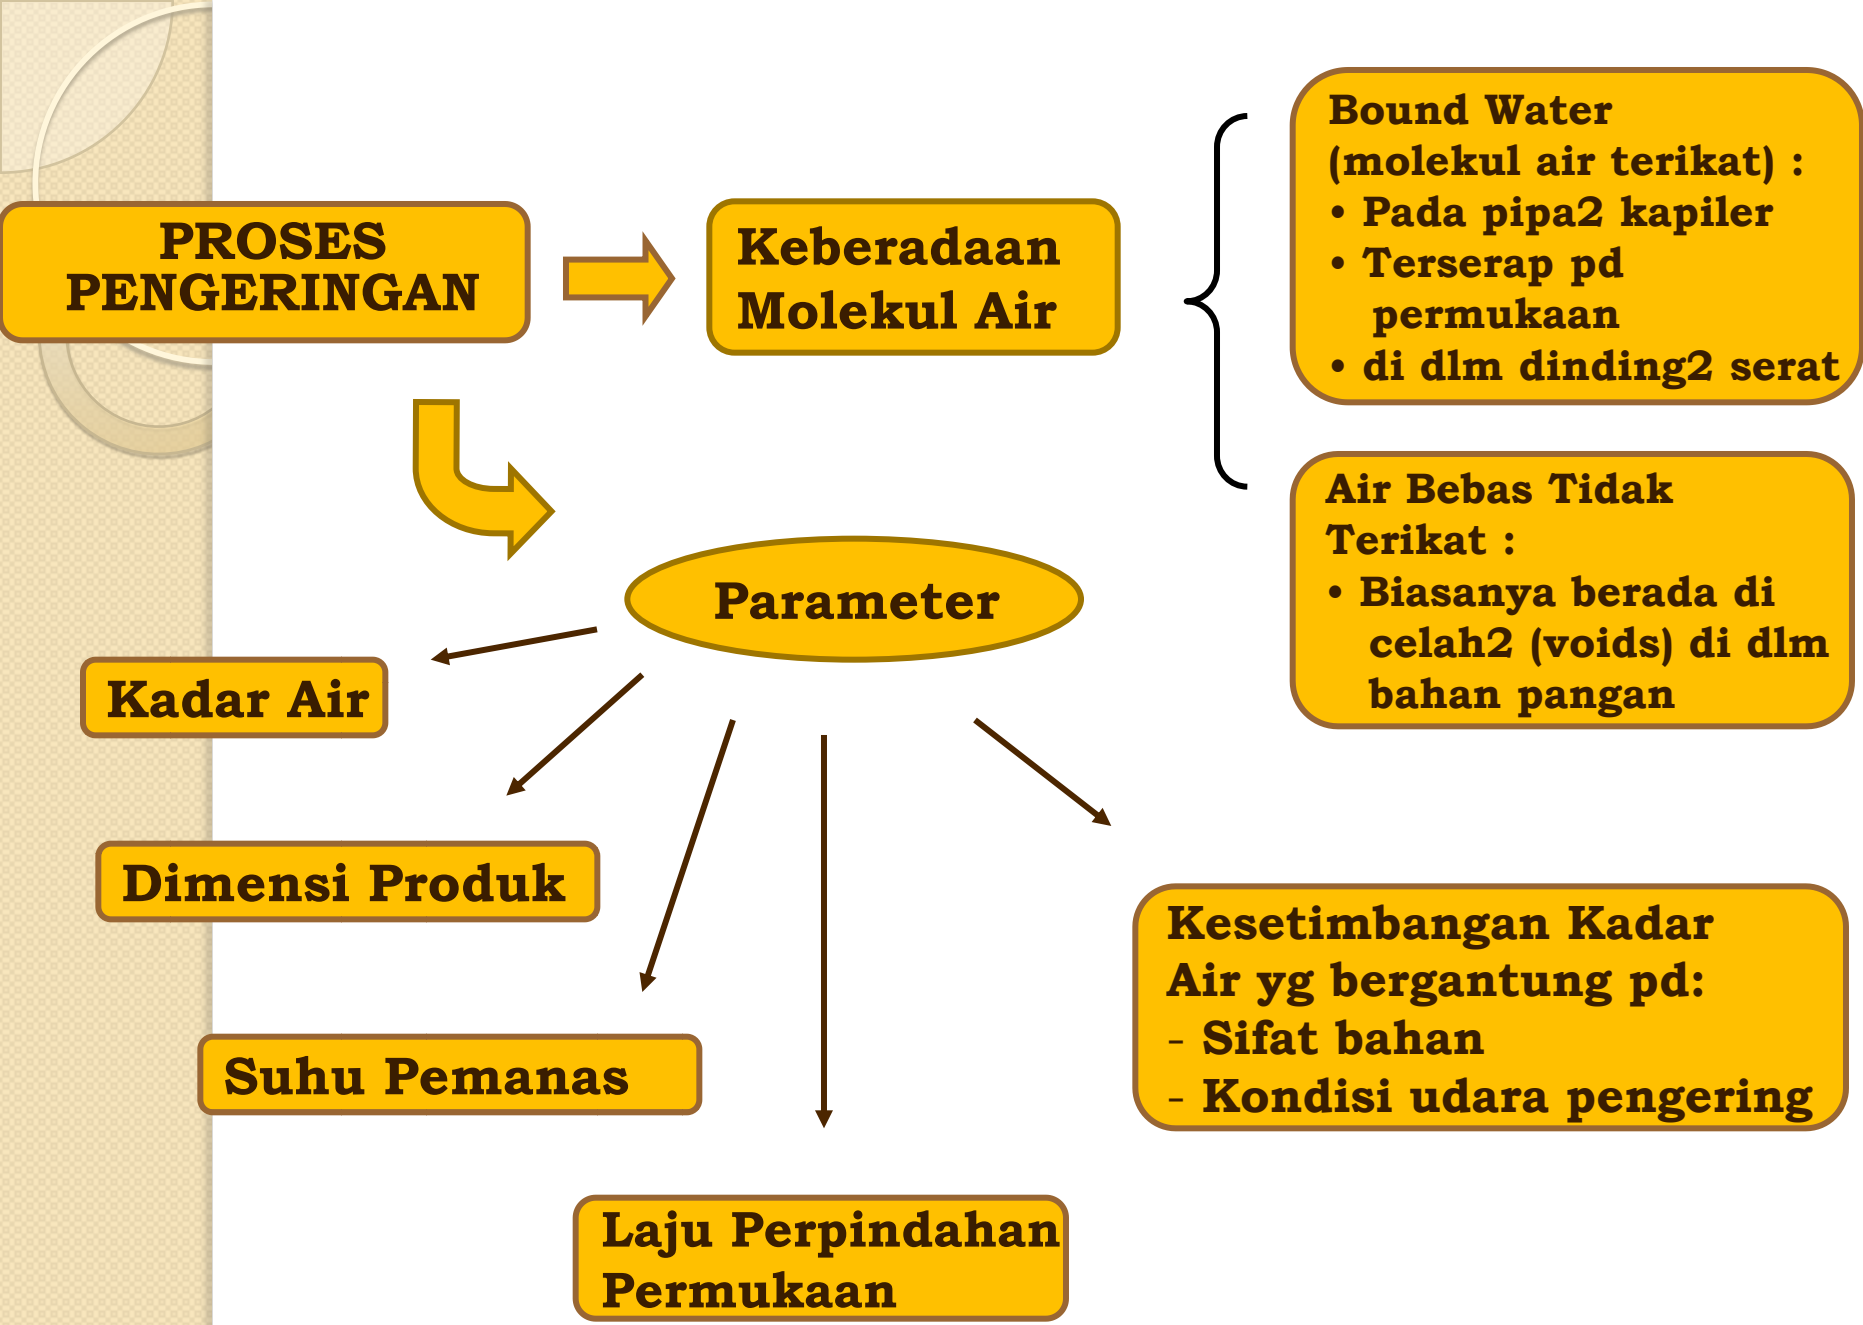 PROSES
PENGERINGAN
Keberadaan
Molekul Air
Bound Water
(molekul air terikat) :
• Pada pipa2 kapiler
• Terserap pd
permukaan
• di dlm dinding2 serat
Air Bebas Tidak
Terikat :
• Biasanya berada di
celah2 (voids) di dlm
bahan pangan
Parameter
Kadar Air
Dimensi Produk
Suhu Pemanas
Laju Perpindahan
Permukaan
Kesetimbangan Kadar
Air yg bergantung pd:
- Sifat bahan
- Kondisi udara pengering